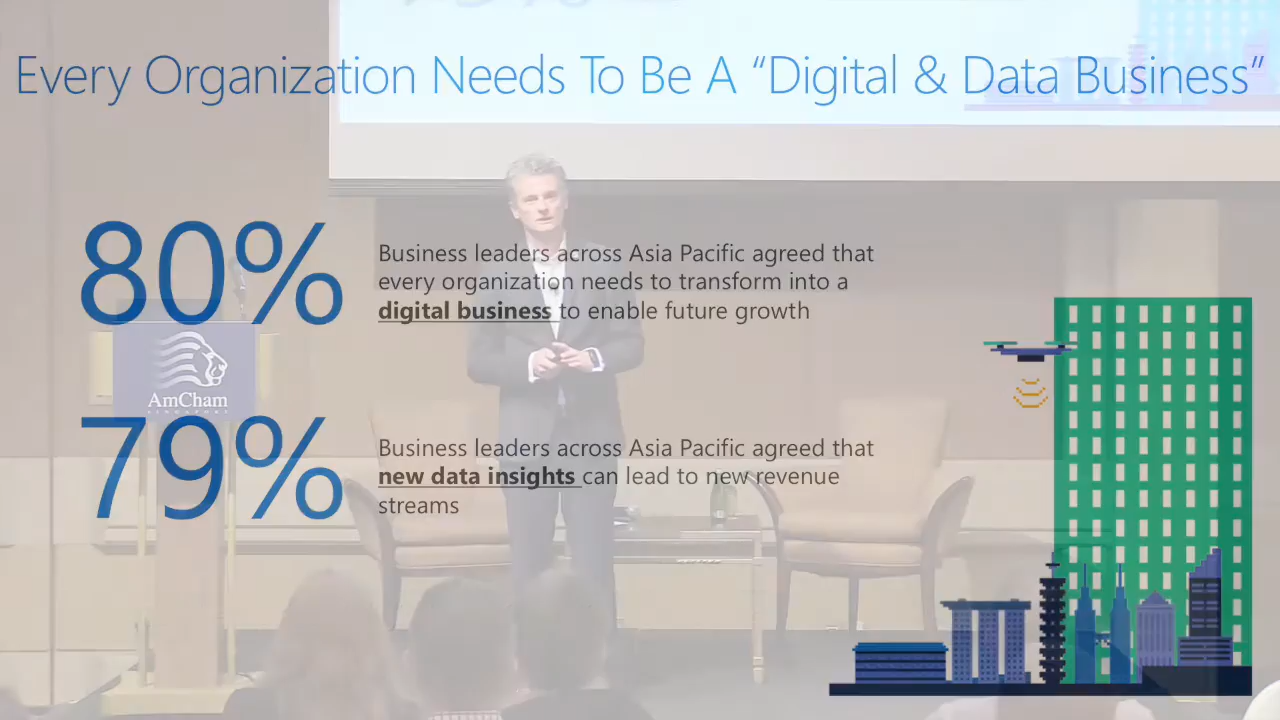 Every Organization Needs To Be A “Digital & Data Business”
80%
Business leaders across Asia Pacific agreed that
every organization needs to transform into a
digital business to enable future growth
AmCham
SINGAPORE
79%
Business leaders across Asia Pacific agreed that
new data insights can lead to new revenue
streams